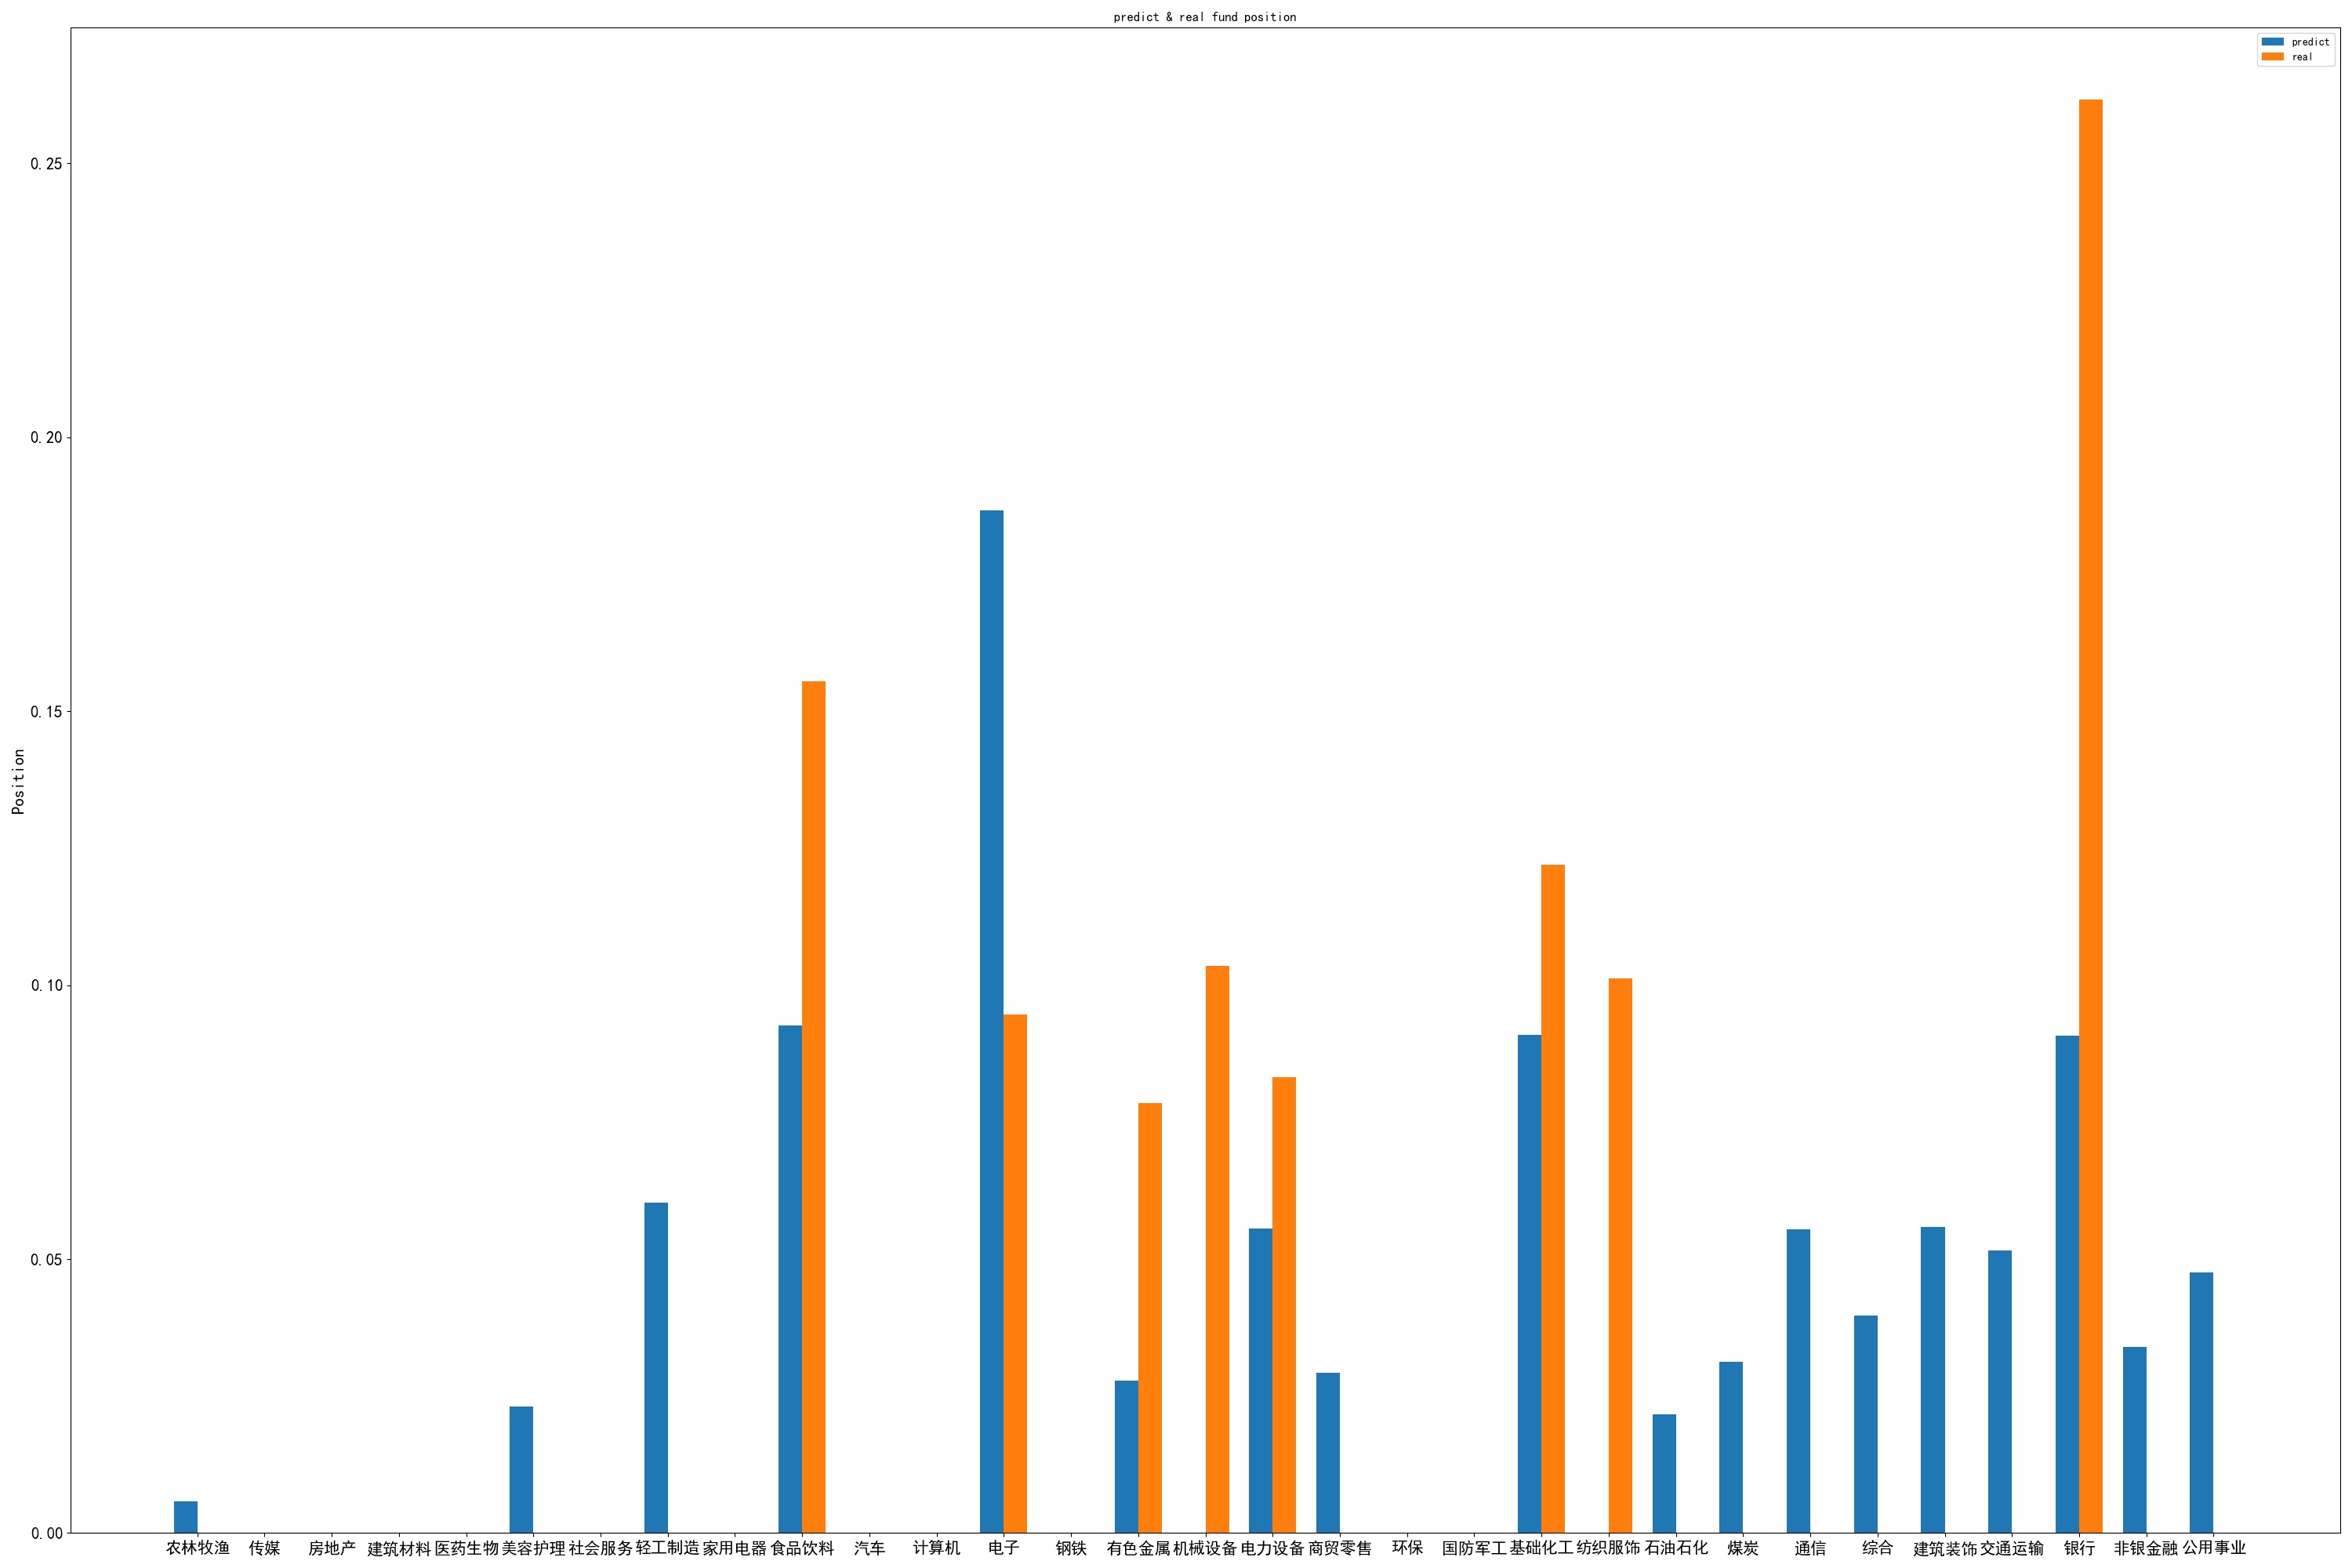 predict & real fund position
predict
real
Position
0.25
0.20
0.15
0.10
0.05
0.00
农林牧渔 传媒 房地产 建筑材料 医药生物 美容护理 社会服务 轻工制造 家用电器 食品饮料 汽车 计算机 电子 钢铁 有色金属 机械设备 电力设备 商贸零售 环保 国防军工 基础化工 纺织服饰 石油石化 煤炭 通信 综合 建筑装饰 交通运输 银行 非银金融 公用事业